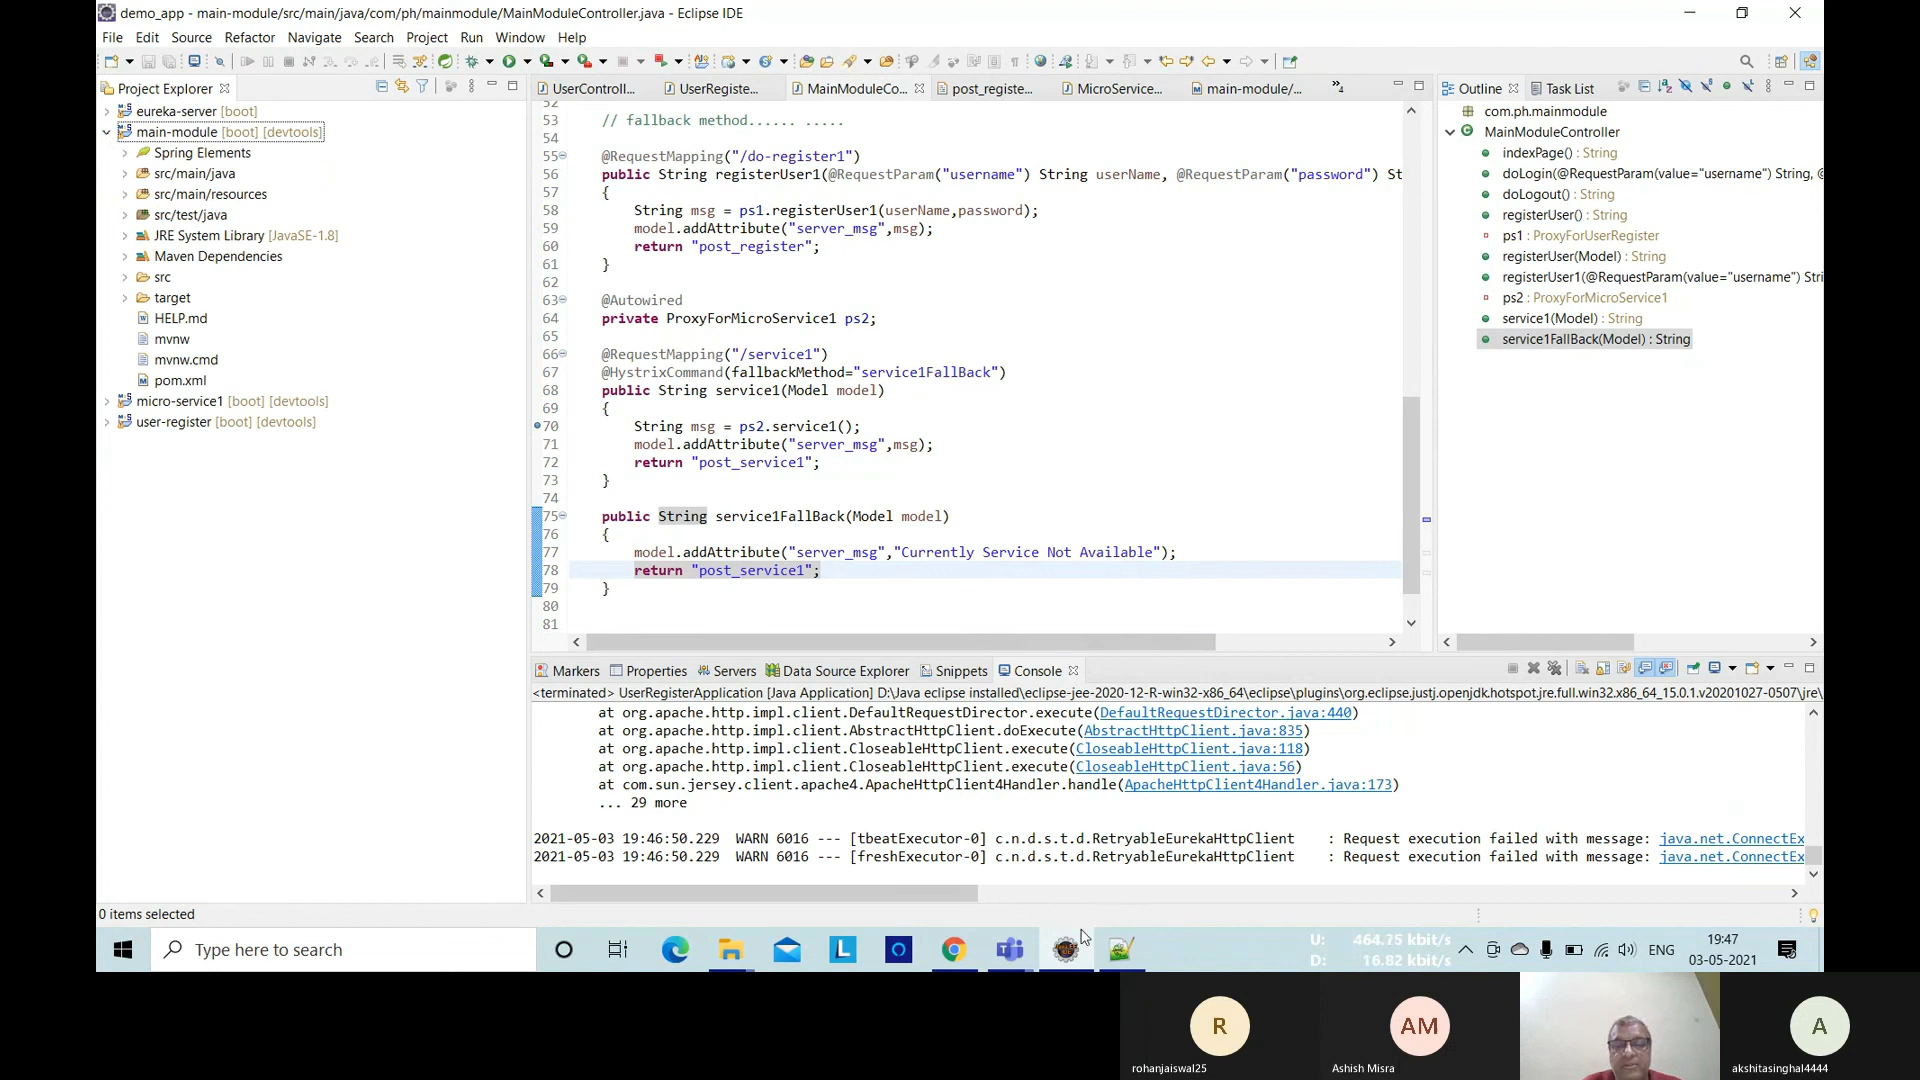 demo_app - main-module/src/main/java/com/ph/mainmodule/MainModuleController.java - Eclipse IDE
File Edit Source Refactor Navigate Search Project Run Window Help
Project Explorer
eureka-server [boot]
main-module [boot] [devtools]
Spring Elements
src/main/java
src/main/resources
src/test/java
JRE System Library [JavaSE-1.8]
Maven Dependencies
src
target
HELP.md
mvnw
mvnw.cmd
pom.xml
micro-service1 [boot] [devtools]
user-register [boot] [devtools]
UserControll... UserRegiste... MainModuleCo... post_registe... MicroService... main-module/... »4
52
53 // fallback method...... .....
54
55 @RequestMapping("/do-register1")
56 public String registerUser1(@RequestParam("username") String userName, @RequestParam("password") St
57 {
58 String msg = ps1.registerUser1(userName,password);
59 model.addAttribute("server_msg",msg);
60 return "post_register";
61 }
62
63 @Autowired
64 private ProxyForMicroService1 ps2;
65
66 @RequestMapping("/service1")
67 @HystrixCommand(fallbackMethod="service1FallBack")
68 public String service1(Model model)
69 {
70 String msg = ps2.service1();
71 model.addAttribute("server_msg",msg);
72 return "post_service1";
73 }
74
75 public String service1FallBack(Model model)
76 {
77 model.addAttribute("server_msg","Currently Service Not Available");
78 return "post_service1";
79 }
80
81
Outline Task List
com.ph.mainmodule
MainModuleController
indexPage() : String
doLogin(@RequestParam(value="username") String, @
doLogout() : String
registerUser() : String
ps1 : ProxyForUserRegister
registerUser(Model) : String
registerUser1(@RequestParam(value="username") Stri
ps2 : ProxyForMicroService1
service1(Model) : String
service1FallBack(Model) : String
Markers Properties Servers Data Source Explorer Snippets Console
<terminated> UserRegisterApplication [Java Application] D:\Java eclipse installed\eclipse-jee-2020-12-R-win32-x86_64\eclipse\plugins\org.eclipse.justj.openjdk.hotspot.jre.full.win32.x86_64_15.0.1.v20201027-0507\jre\
at org.apache.http.impl.client.DefaultRequestDirector.execute(DefaultRequestDirector.java:440)
at org.apache.http.impl.client.AbstractHttpClient.doExecute(AbstractHttpClient.java:835)
at org.apache.http.impl.client.CloseableHttpClient.execute(CloseableHttpClient.java:118)
at org.apache.http.impl.client.CloseableHttpClient.execute(CloseableHttpClient.java:56)
at com.sun.jersey.client.apache4.ApacheHttpClient4Handler.handle(ApacheHttpClient4Handler.java:173)
... 29 more
2021-05-03 19:46:50.229 WARN 6016 --- [tbeatExecutor-0] c.n.d.s.t.d.RetryableEurekaHttpClient : Request execution failed with message: java.net.ConnectEx
2021-05-03 19:46:50.229 WARN 6016 --- [freshExecutor-0] c.n.d.s.t.d.RetryableEurekaHttpClient : Request execution failed with message: java.net.ConnectEx
0 items selected
Type here to search
U: 464.75 kbit/s
D: 16.82 kbit/s
ENG
19:47
03-05-2021
R
rohanjaiswal25
AM
Ashish Misra
A
akshitasinghal4444